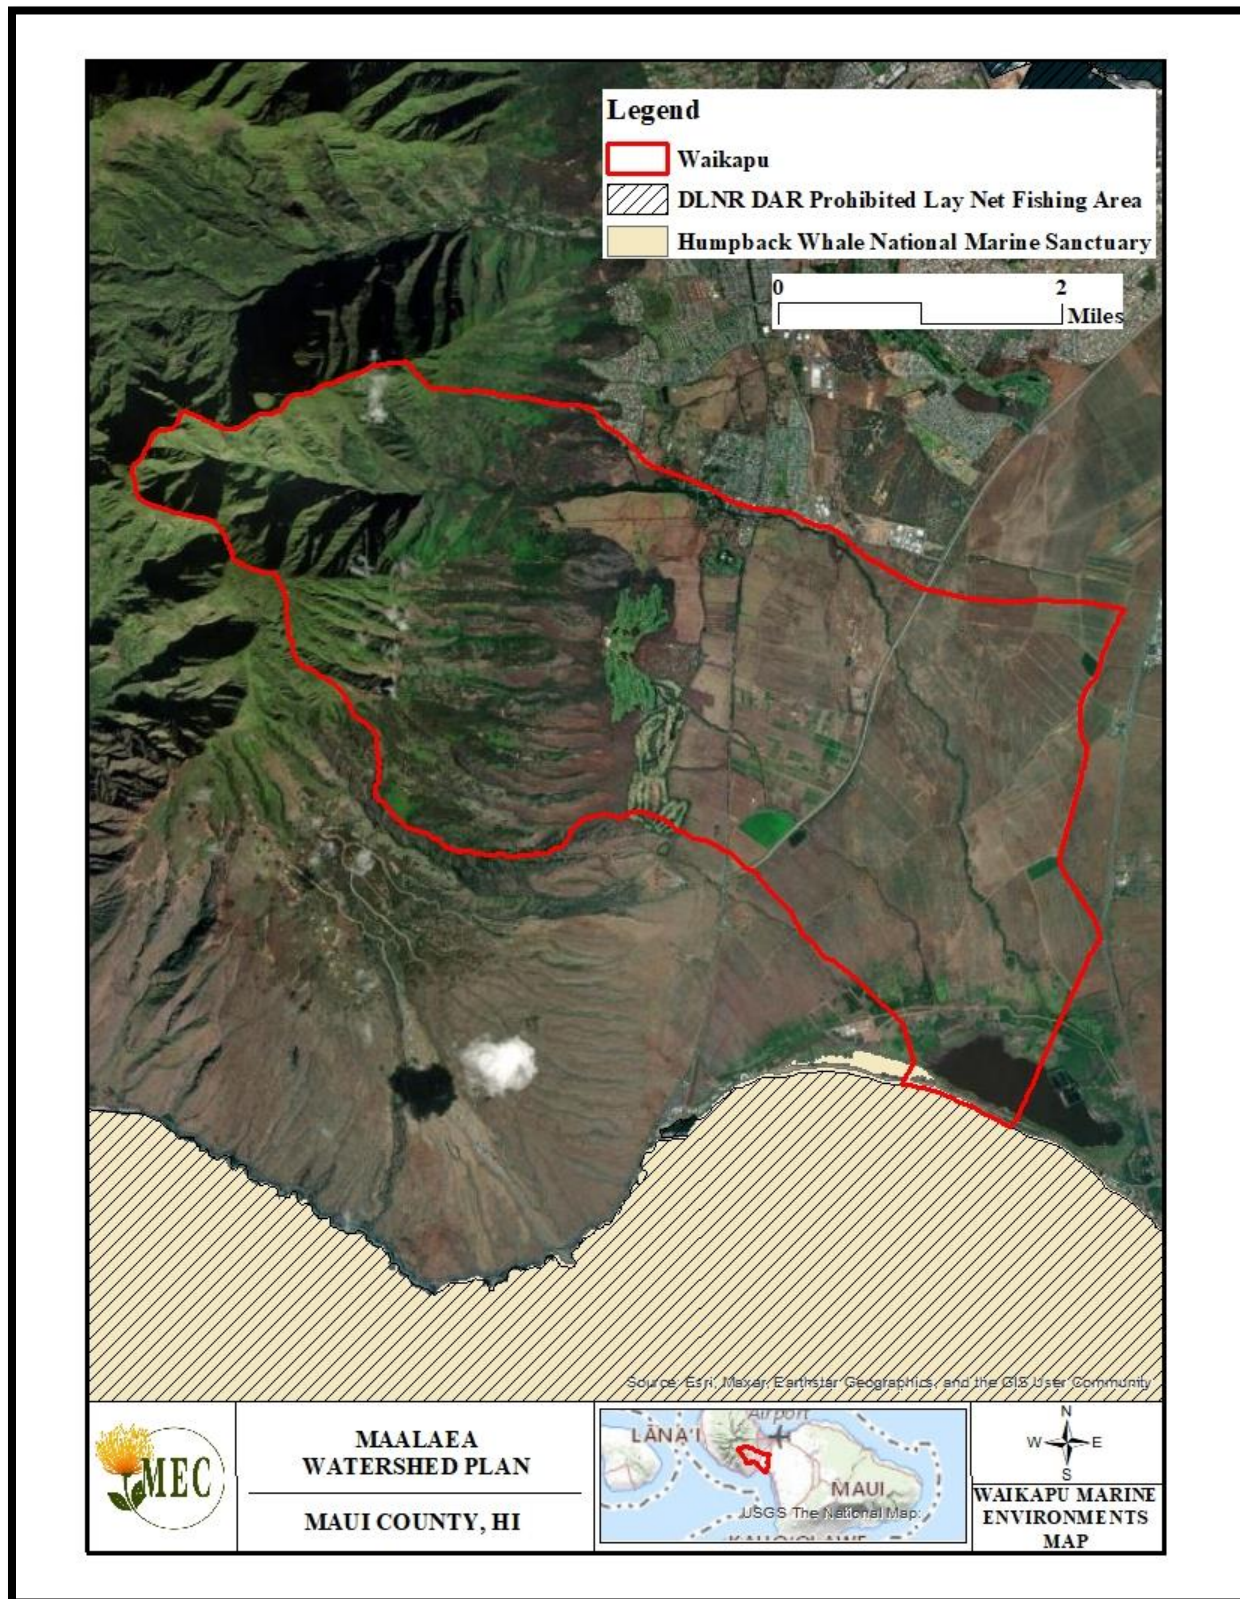 Legend
Waikapu
DLNR DAR Prohibited Lay Net Fishing Area
Humpback Whale National Marine Sanctuary
0 2
Miles
Source: Esri, Maxar, Earthstar Geographics, and the GIS User Community
MEC
MAALAEA
WATERSHED PLAN
MAUI COUNTY, HI
Airport
LĀNAʻI
MAUI
USGS The National Map:
N
W E
S
WAIKAPU MARINE
ENVIRONMENTS
MAP